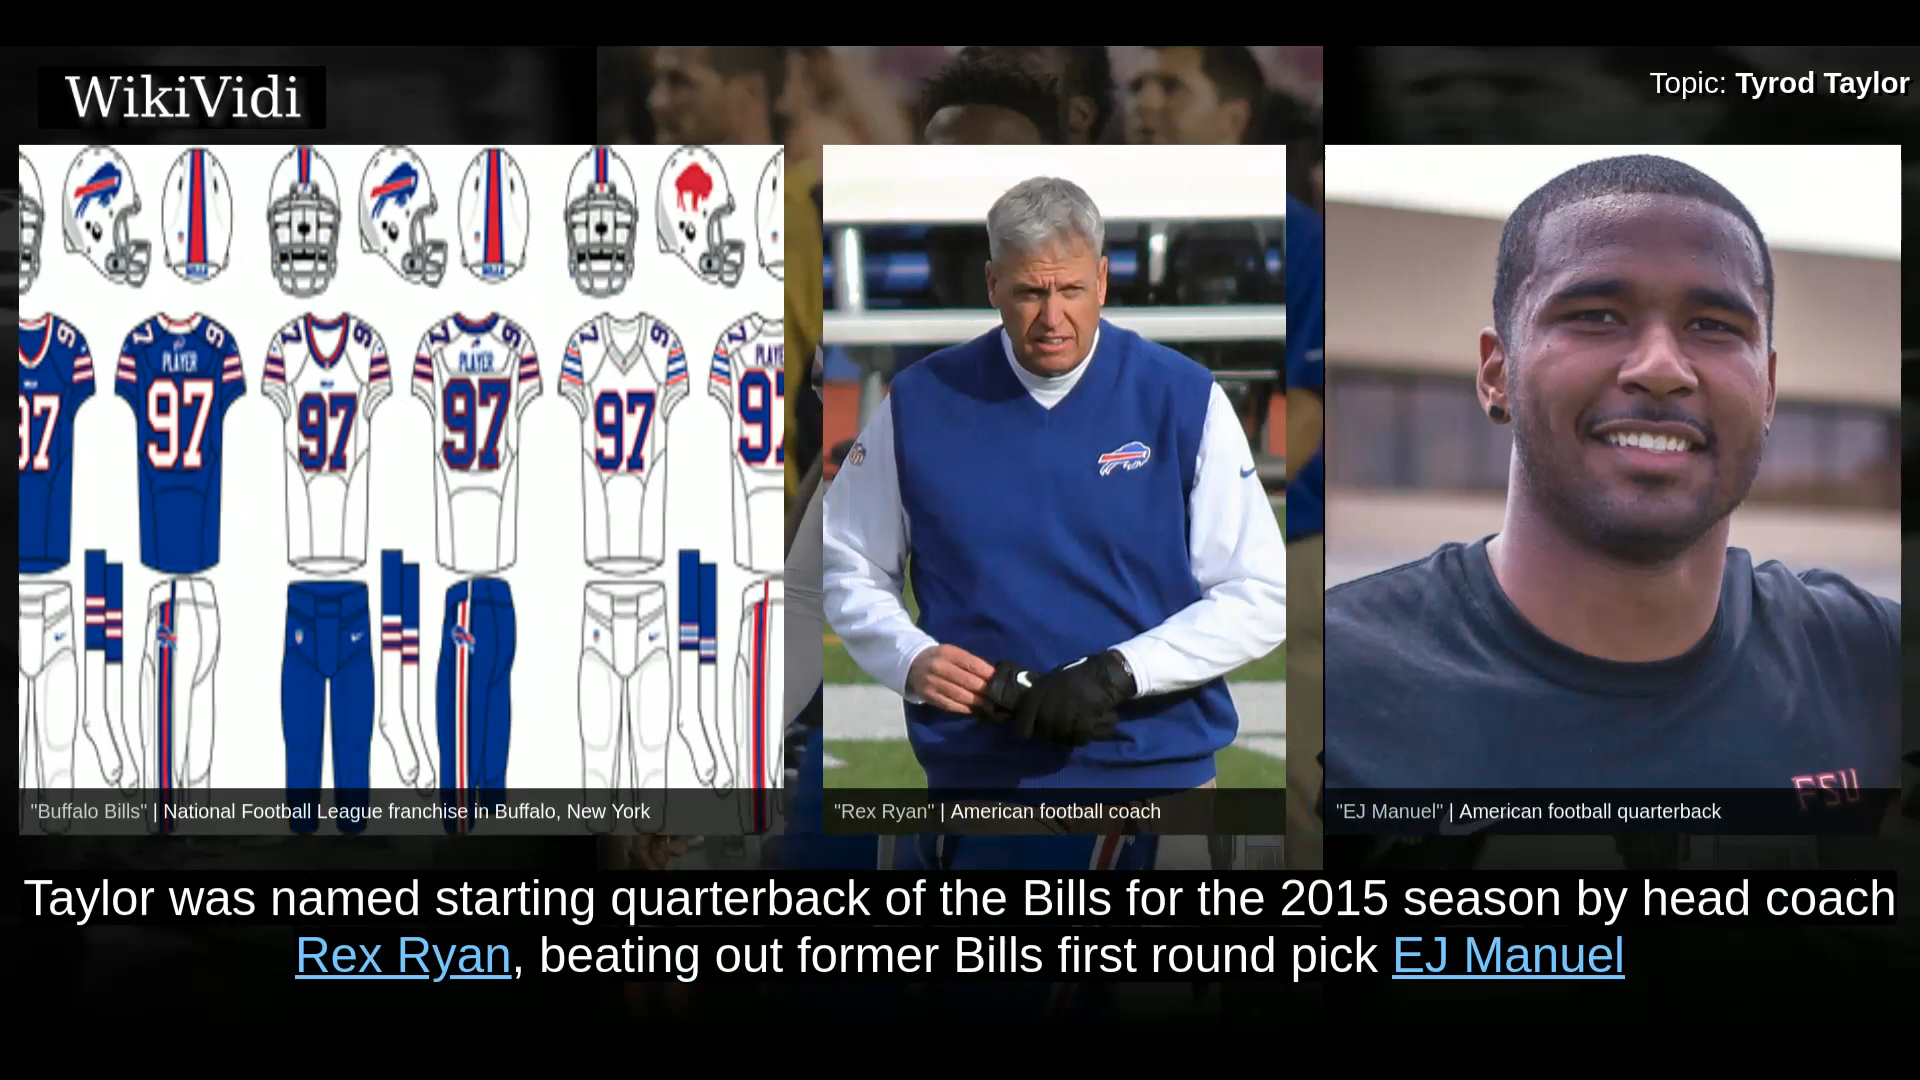 WikiVidi
Topic: Tyrod Taylor
PLAYER
PLAYER
97
97
97
97
97
"Buffalo Bills" | National Football League franchise in Buffalo, New York
"Rex Ryan" | American football coach
FSU
"EJ Manuel" | American football quarterback
Taylor was named starting quarterback of the Bills for the 2015 season by head coach
Rex Ryan, beating out former Bills first round pick EJ Manuel